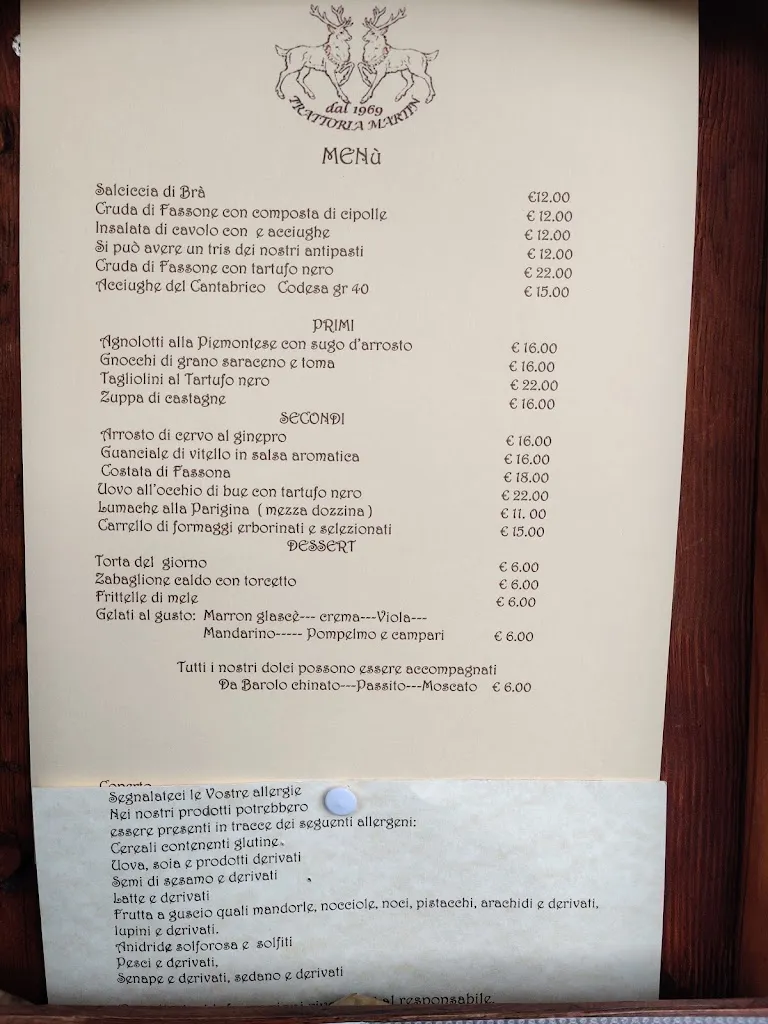 dal 1969
TRATTORIA MARTIN
MENù
Salciccia di Brà €12.00
Cruda di Fassone con composta di cipolle € 12.00
Insalata di cavolo con e acciughe € 12.00
Si può avere un tris dei nostri antipasti € 12.00
Cruda di Fassone con tartufo nero € 22.00
Acciughe del Cantabrico Codesa gr 40 € 15.00
PRIMI
Agnolotti alla Piemontese con sugo d'arrosto € 16.00
Gnocchi di grano saraceno e toma € 16.00
Tagliolini al Tartufo nero € 22.00
Zuppa di castagne € 16.00
SECONDI
Arrosto di cervo al ginepro € 16.00
Guanciale di vitello in salsa aromatica € 16.00
Costata di Fassona € 18.00
Uovo all'occhio di bue con tartufo nero € 22.00
Lumache alla Parigina ( mezza dozzina ) € 11. 00
Carrello di formaggi erborinati e selezionati € 15.00
DESSERT
Torta del giorno € 6.00
Zabaglione caldo con torcetto € 6.00
Frittelle di mele € 6.00
Gelati al gusto: Marron glascè--- crema---Viola---
Mandarino----- Pompelmo e campari € 6.00
Tutti i nostri dolci possono essere accompagnati
Da Barolo chinato---Passito---Moscato € 6.00
Coperto
Segnalateci le Vostre allergie
Nei nostri prodotti potrebbero
essere presenti in tracce dei seguenti allergeni:
Cereali contenenti glutine.
Uova, soia e prodotti derivati
Semi di sesamo e derivati
Latte e derivati
Frutta a guscio quali mandorle, nocciole, noci, pistacchi, arachidi e derivati,
lupini e derivati.
Anidride solforosa e solfiti
Pesci e derivati,
Senape e derivati, sedano e derivati
al responsabile.